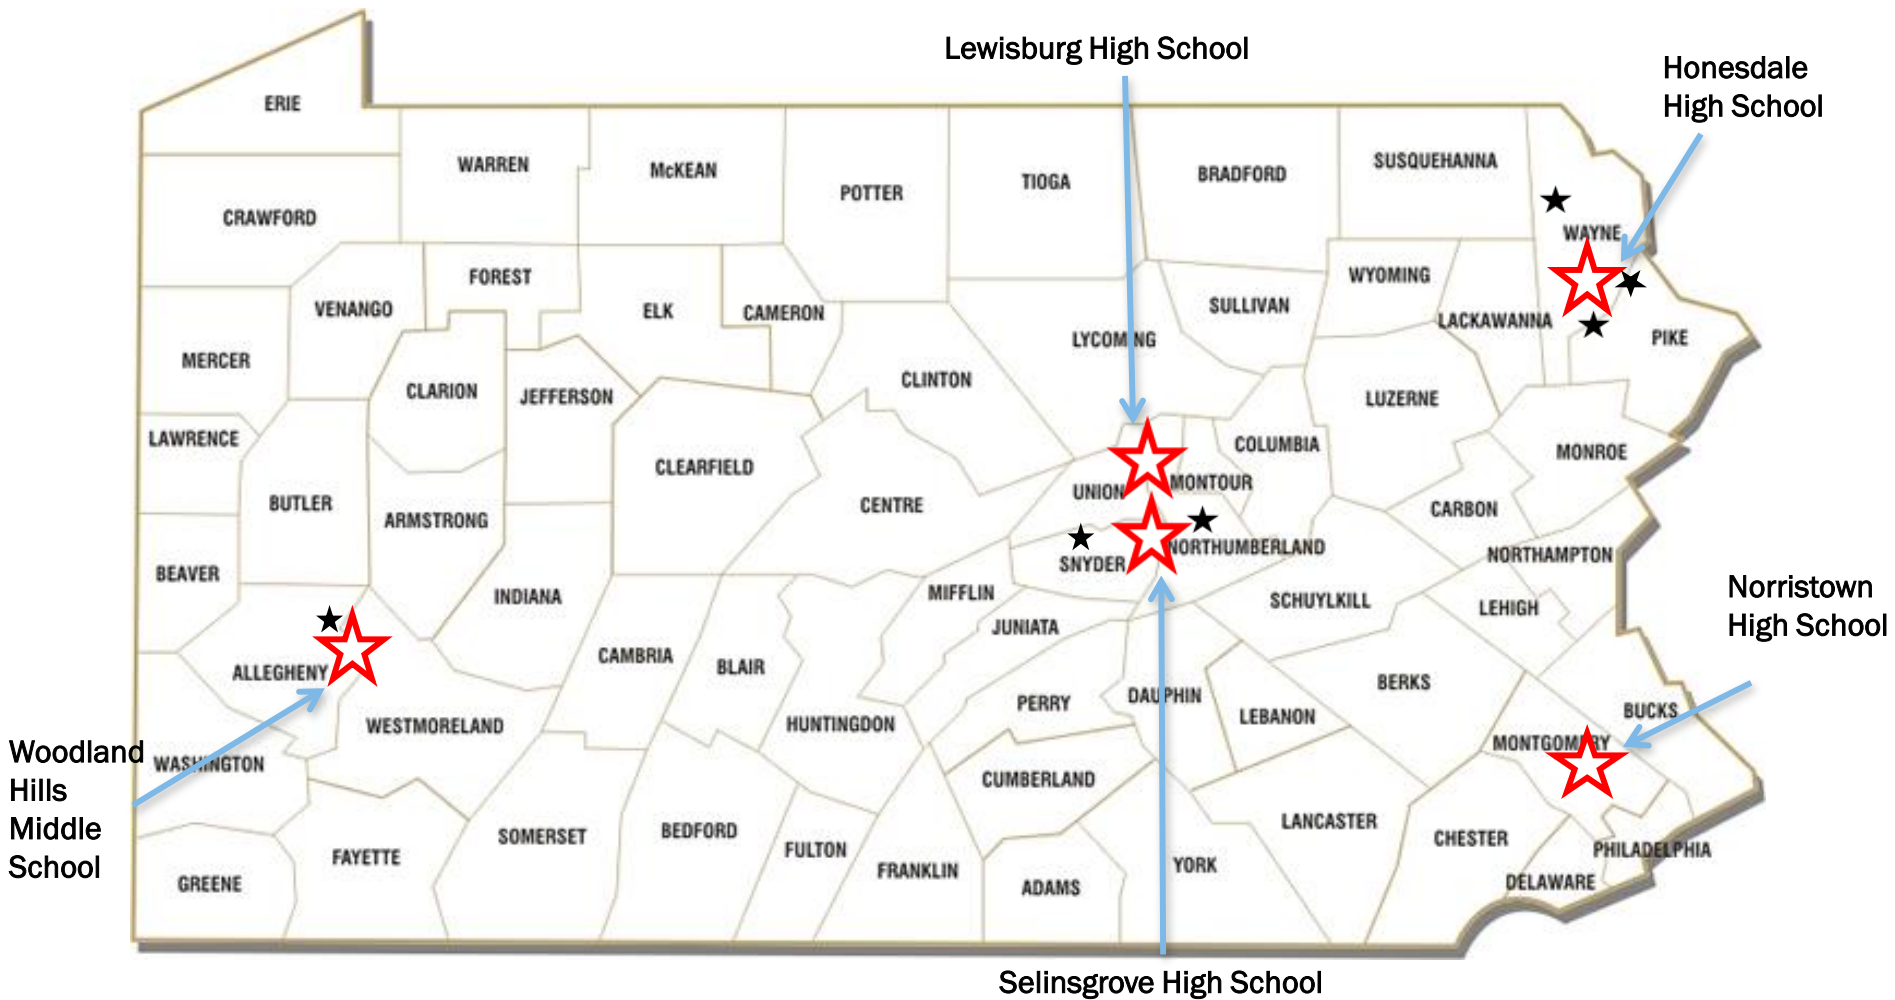 Lewisburg High School
Honesdale
High School
ERIE
WARREN
McKEAN
POTTER
TIOGA
BRADFORD
SUSQUEHANNA
CRAWFORD
WAYNE
FOREST
VENANGO
ELK
CAMERON
SULLIVAN
WYOMING
LACKAWANNA
PIKE
LYCOMING
MERCER
CLARION
JEFFERSON
CLINTON
LUZERNE
LAWRENCE
COLUMBIA
MONROE
CLEARFIELD
UNION
MONTOUR
BUTLER
ARMSTRONG
CENTRE
CARBON
NORTHUMBERLAND
NORTHAMPTON
SNYDER
BEAVER
INDIANA
MIFFLIN
SCHUYLKILL
LEHIGH
Norristown
High School
JUNIATA
ALLEGHENY
CAMBRIA
BLAIR
BERKS
PERRY
DAUPHIN
LEBANON
BUCKS
WESTMORELAND
HUNTINGDON
MONTGOMERY
Woodland
Hills
Middle
School
WASHINGTON
CUMBERLAND
LANCASTER
SOMERSET
BEDFORD
FULTON
CHESTER
PHILADELPHIA
FAYETTE
FRANKLIN
YORK
GREENE
ADAMS
DELAWARE
Selinsgrove High School